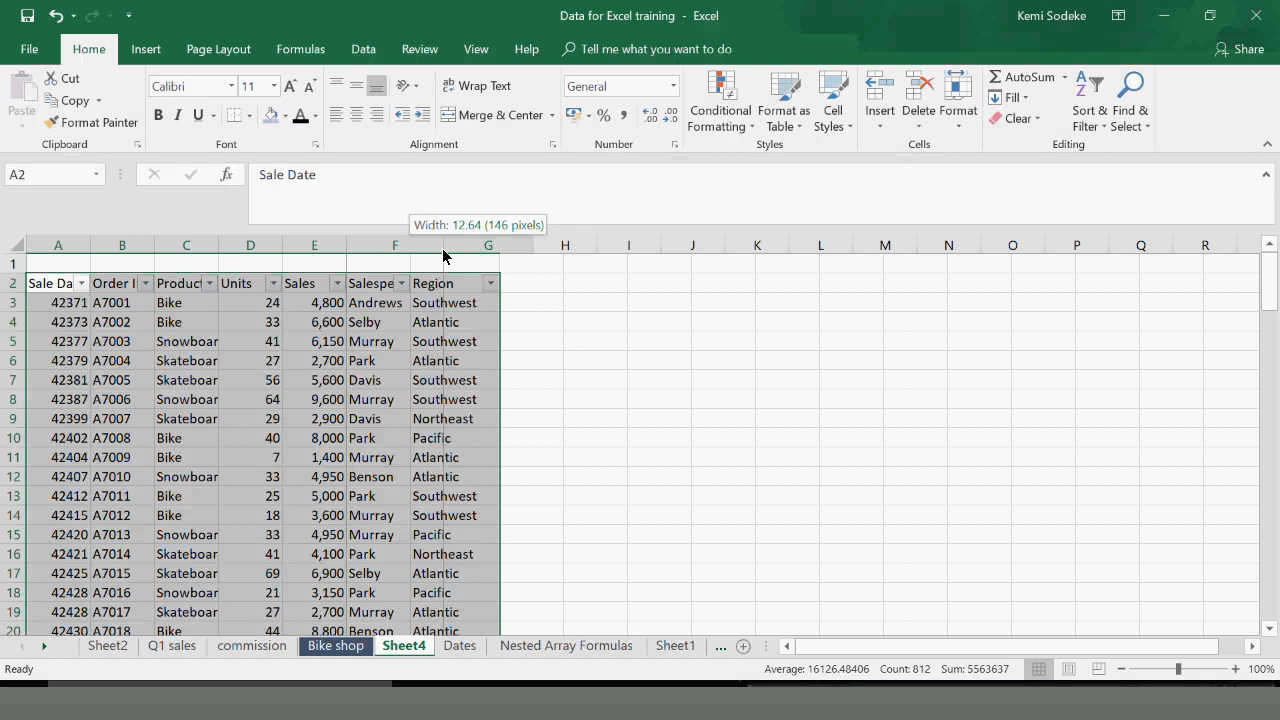 Data for Excel training - Excel
Kemi Sodeke
File Home Insert Page Layout Formulas Data Review View Help Tell me what you want to do Share
Paste
Cut
Copy
Format Painter
Clipboard
Calibri 11
B I U A
Font
Wrap Text
Merge & Center
Alignment
General
%
Number
Conditional Formatting
Format as Table
Cell Styles
Styles
Insert Delete Format
Cells
AutoSum
Fill
Clear
Sort & Filter
Find & Select
Editing
A2 fx Sale Date
Width: 12.64 (146 pixels)
A B C D E F G H I J K L M N O P Q R
1
2 Sale Da Order I Product Units Sales Salespe Region
3 42371 A7001 Bike 24 4,800 Andrews Southwest
4 42373 A7002 Bike 33 6,600 Selby Atlantic
5 42377 A7003 Snowboar 41 6,150 Murray Southwest
6 42379 A7004 Skateboar 27 2,700 Park Atlantic
7 42381 A7005 Skateboar 56 5,600 Davis Southwest
8 42387 A7006 Snowboar 64 9,600 Murray Southwest
9 42399 A7007 Skateboar 29 2,900 Davis Northeast
10 42402 A7008 Bike 40 8,000 Park Pacific
11 42404 A7009 Bike 7 1,400 Murray Atlantic
12 42407 A7010 Snowboar 33 4,950 Benson Atlantic
13 42412 A7011 Bike 25 5,000 Park Southwest
14 42415 A7012 Bike 18 3,600 Murray Southwest
15 42420 A7013 Snowboar 33 4,950 Murray Pacific
16 42421 A7014 Skateboar 41 4,100 Park Northeast
17 42425 A7015 Skateboar 69 6,900 Selby Atlantic
18 42428 A7016 Snowboar 21 3,150 Park Pacific
19 42428 A7017 Skateboar 27 2,700 Murray Atlantic
20 42430 A7018 Bike 44 8,800 Benson Atlantic
Sheet2 Q1 sales commission Bike shop Sheet4 Dates Nested Array Formulas Sheet1 ...
Ready Average: 16126.48406 Count: 812 Sum: 5563637 100%